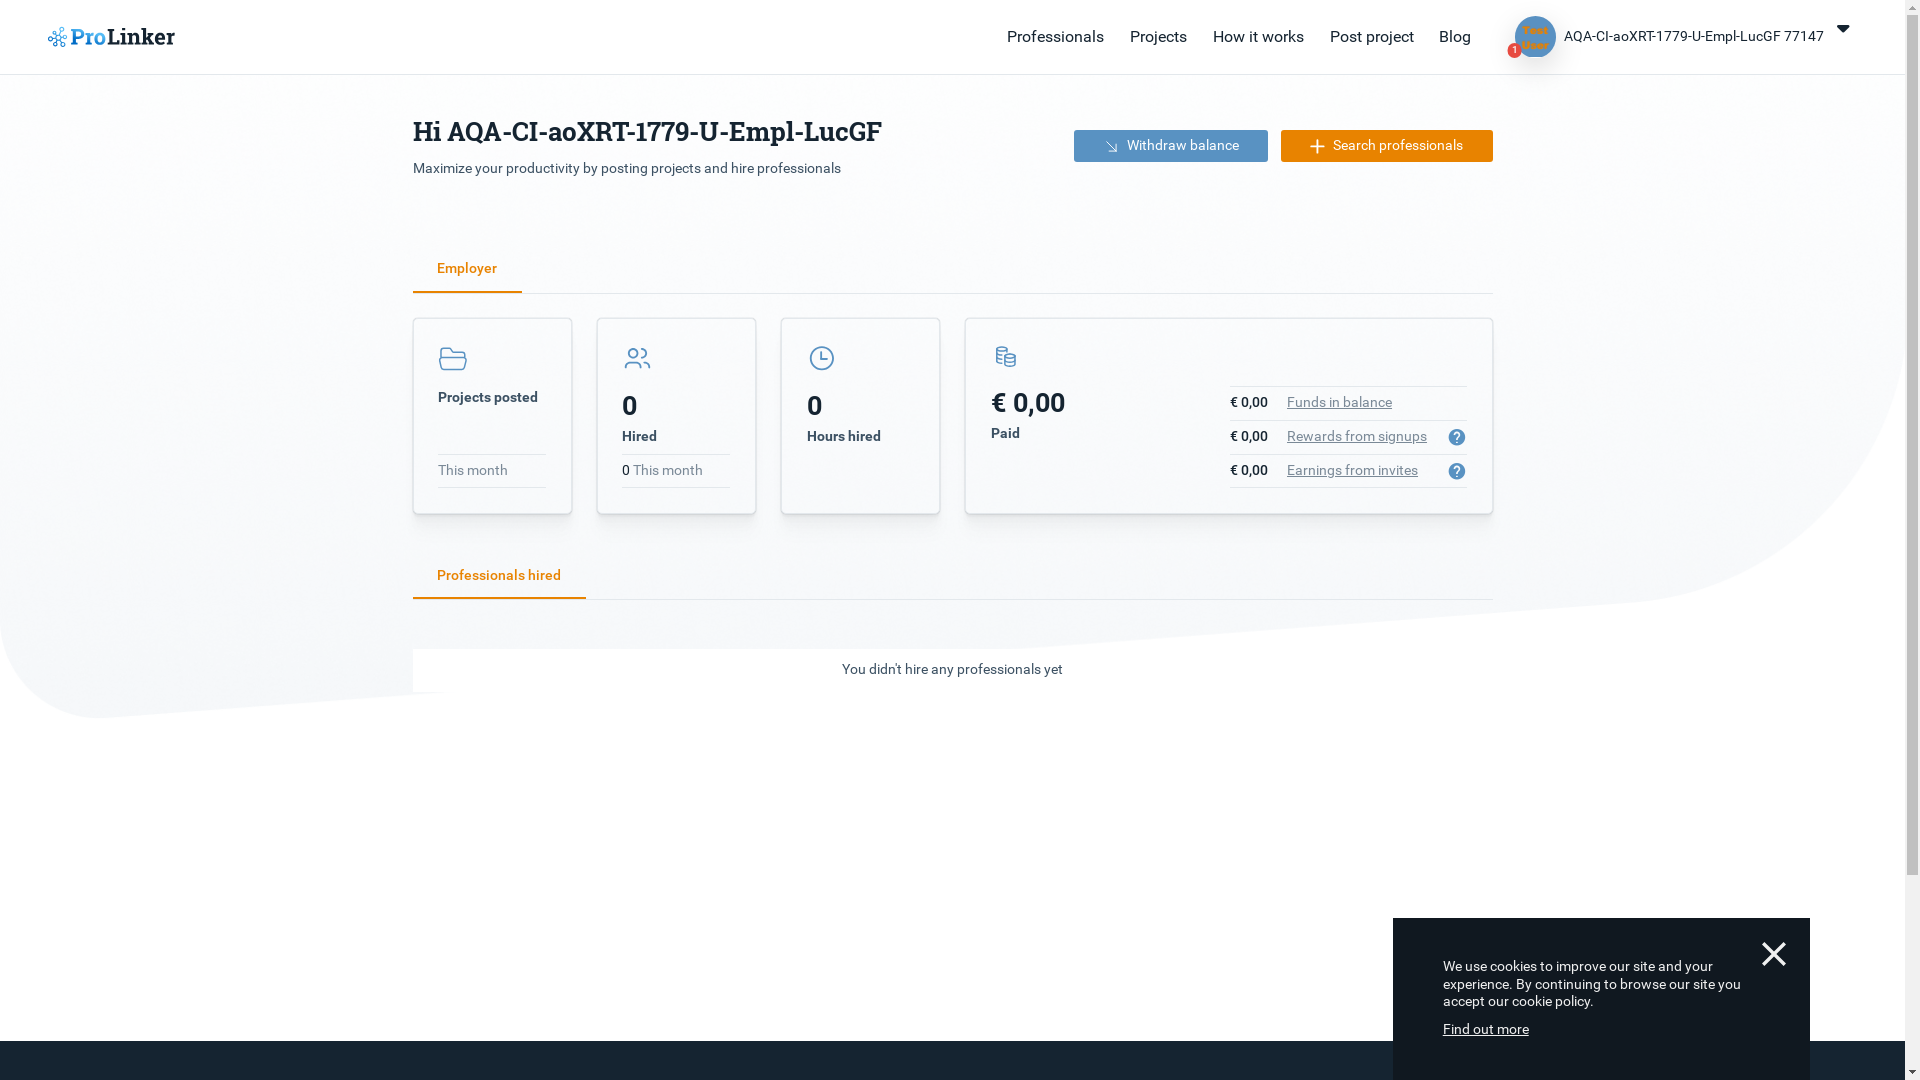 ProLinker
Professionals
Projects
How it works
Post project
Blog
Test
User
1
AQA-CI-aoXRT-1779-U-Empl-LucGF 77147
Hi AQA-CI-aoXRT-1779-U-Empl-LucGF
Maximize your productivity by posting projects and hire professionals
Withdraw balance
Search professionals
Employer
Projects posted
This month
0
Hired
0 This month
0
Hours hired
€ 0,00
Paid
€ 0,00 Funds in balance
€ 0,00 Rewards from signups ?
€ 0,00 Earnings from invites ?
Professionals hired
You didn't hire any professionals yet
We use cookies to improve our site and your
experience. By continuing to browse our site you
accept our cookie policy.
Find out more